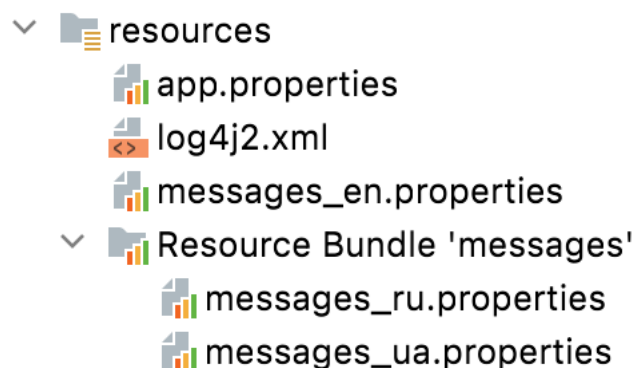 resources
app.properties
log4j2.xml
messages_en.properties
Resource Bundle 'messages'
messages_ru.properties
messages_ua.properties